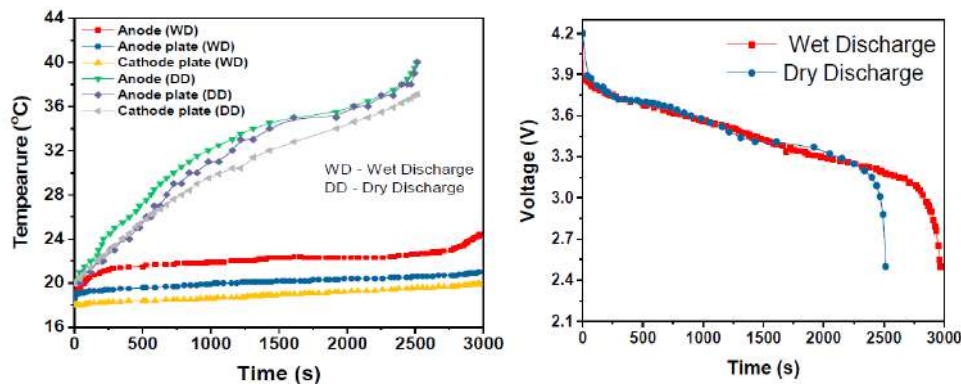 44
40
36
32
28
24
20
16
Tempearure (°C)
Anode (WD)
Anode plate (WD)
Cathode plate (WD)
Anode (DD)
Anode plate (DD)
Cathode plate (DD)
WD - Wet Discharge
DD - Dry Discharge
0 500 1000 1500 2000 2500 3000
Time (s)
4.2
3.9
3.6
3.3
3.0
2.7
2.4
2.1
Voltage (V)
Wet Discharge
Dry Discharge
0 500 1000 1500 2000 2500 3000
Time (s)